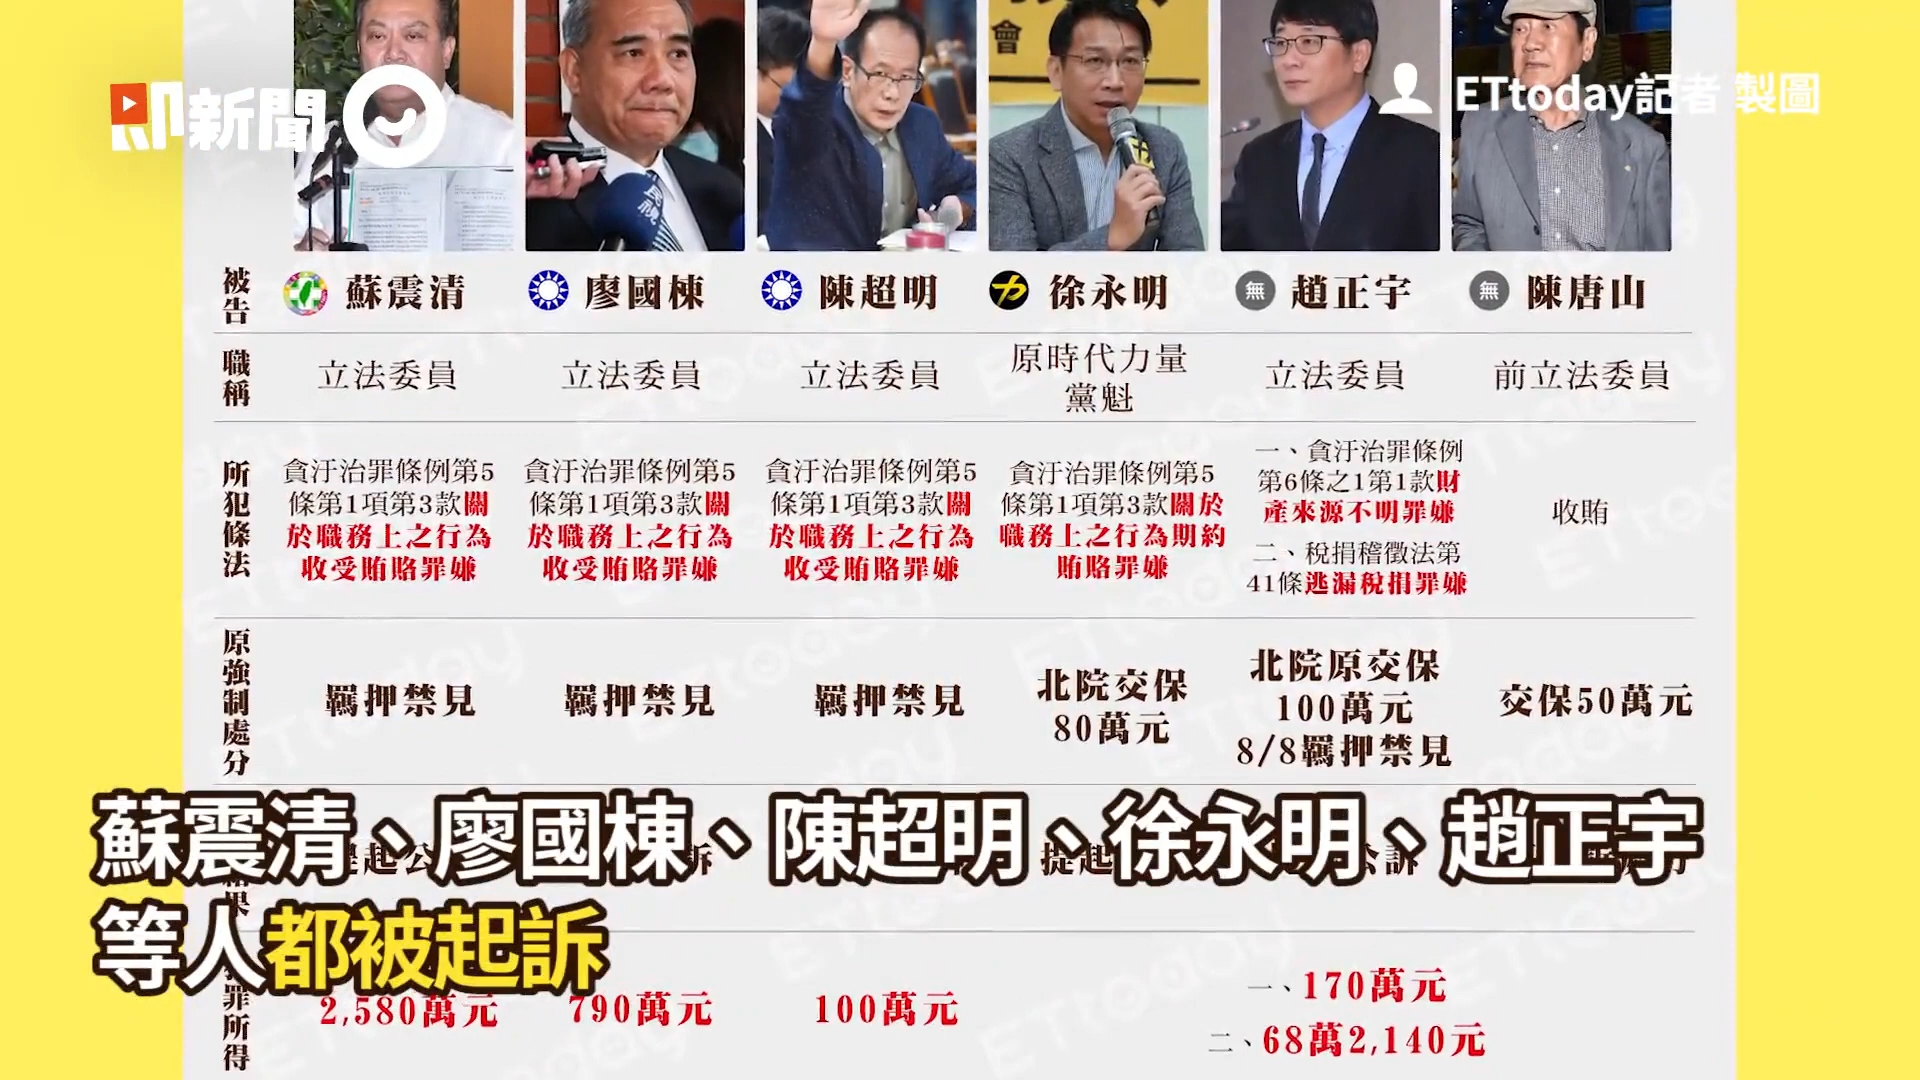 即新聞
會
民視
ETtoday記者 製圖
被告 蘇震清 廖國棟 陳超明 徐永明 無 趙正宇 無 陳唐山
職稱 立法委員 立法委員 立法委員 原時代力量 立法委員 前立法委員
黨魁
所犯條法
貪汙治罪條例第5
條第1項第3款關
於職務上之行為
收受賄賂罪嫌
貪汙治罪條例第5
條第1項第3款關
於職務上之行為
收受賄賂罪嫌
貪汙治罪條例第5
條第1項第3款關
於職務上之行為
收受賄賂罪嫌
貪汙治罪條例第5
條第1項第3款關於
職務上之行為期約
賄賂罪嫌
一、貪汙治罪條例
第6條之1第1款財
產來源不明罪嫌
二、稅捐稽徵法第
41條逃漏稅捐罪嫌
收賄
原強制處分
羈押禁見
羈押禁見
羈押禁見
北院交保
80萬元
北院原交保
100萬元
8/8羈押禁見
交保50萬元
蘇震清、廖國棟、陳超明、徐永明、趙正宇
等人都被起訴
罪所得
2,580萬元
790萬元
100萬元
一、170萬元
二、68萬2,140元